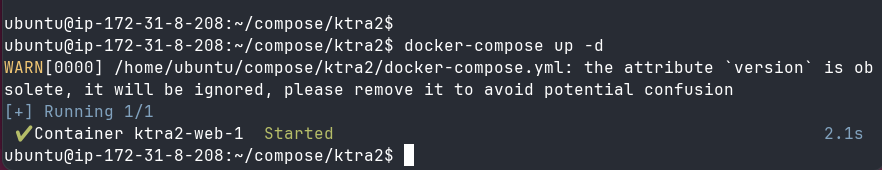 ubuntu@ip-172-31-8-208:~/compose/ktra2$
ubuntu@ip-172-31-8-208:~/compose/ktra2$ docker-compose up -d
WARN[0000] /home/ubuntu/compose/ktra2/docker-compose.yml: the attribute `version` is ob
solete, it will be ignored, please remove it to avoid potential confusion
[+] Running 1/1
✔Container ktra2-web-1  Started 2.1s
ubuntu@ip-172-31-8-208:~/compose/ktra2$